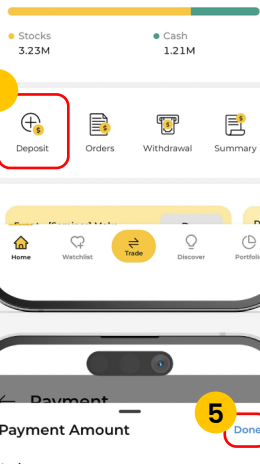 Stocks
Cash
3.23M
1.21M
Deposit
Orders
Withdrawal
Summary
Home
Watchlist
Trade
Discover
Portfolio
Payment
5
Payment Amount
Done